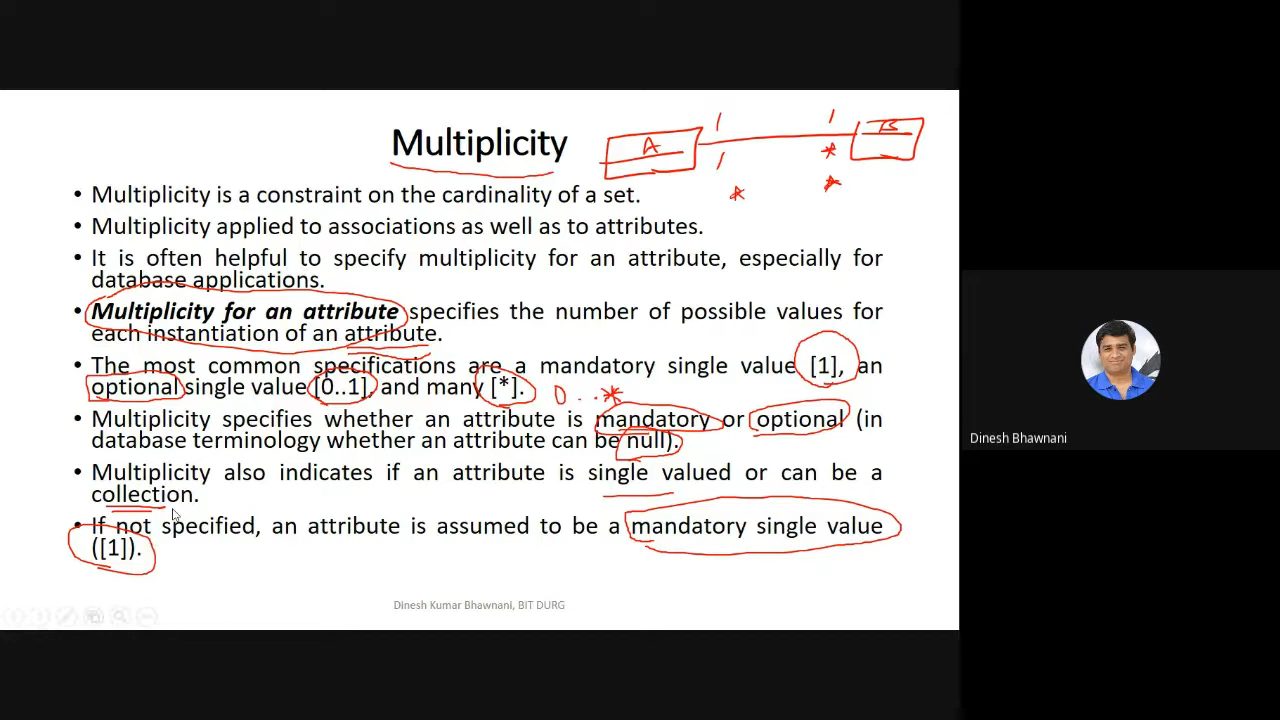 Multiplicity
A 1 1 B
1 *
* *
• Multiplicity is a constraint on the cardinality of a set.
• Multiplicity applied to associations as well as to attributes.
• It is often helpful to specify multiplicity for an attribute, especially for
database applications.
• Multiplicity for an attribute specifies the number of possible values for
each instantiation of an attribute.
• The most common specifications are a mandatory single value [1], an
optional single value [0..1], and many [*]. 0..*
• Multiplicity specifies whether an attribute is mandatory or optional (in
database terminology whether an attribute can be null).
• Multiplicity also indicates if an attribute is single valued or can be a
collection.
• If not specified, an attribute is assumed to be a mandatory single value
([1]).
Dinesh Kumar Bhawnani, BIT DURG
Dinesh Bhawnani